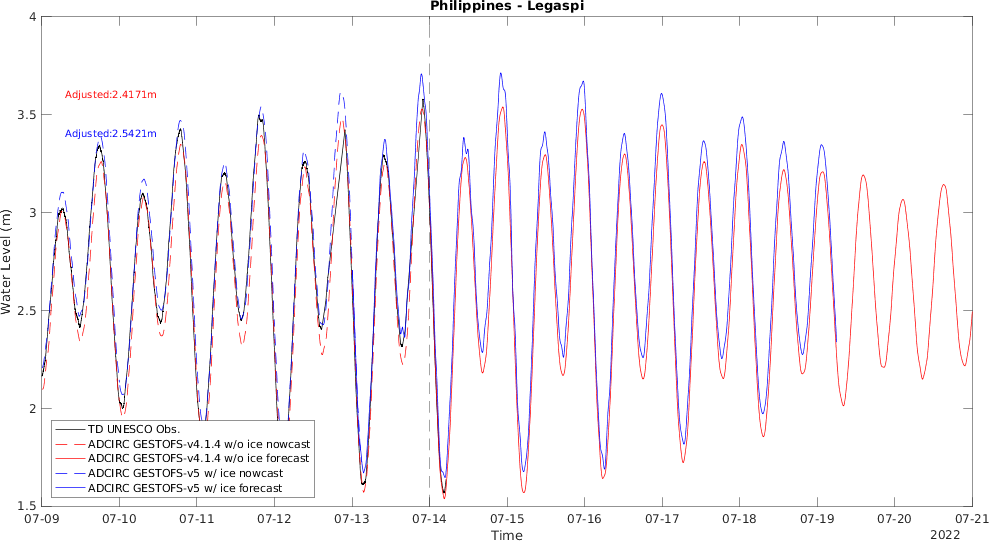 Philippines - Legaspi
4
3.5
3
2.5
2
1.5
Water Level (m)
Adjusted:2.4171m
Adjusted:2.5421m
TD UNESCO Obs.
ADCIRC GESTOFS-v4.1.4 w/o ice nowcast
ADCIRC GESTOFS-v4.1.4 w/o ice forecast
ADCIRC GESTOFS-v5 w/ ice nowcast
ADCIRC GESTOFS-v5 w/ ice forecast
07-09 07-10 07-11 07-12 07-13 07-14 07-15 07-16 07-17 07-18 07-19 07-20 07-21
Time
2022